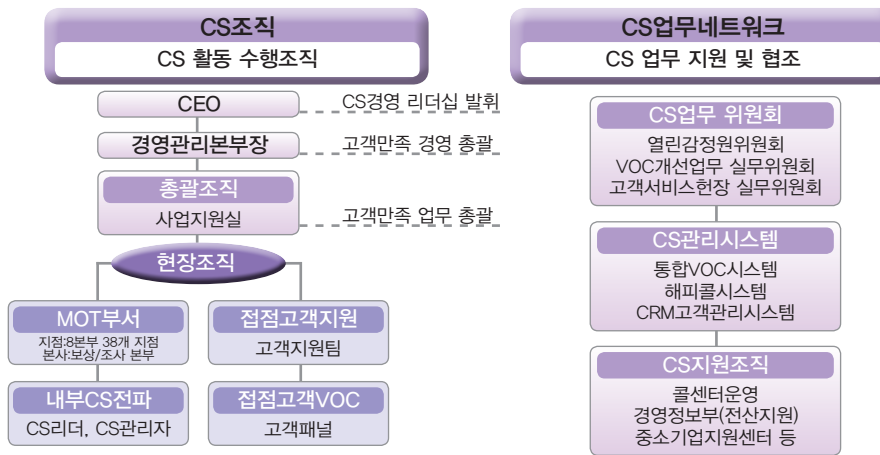 CS조직
CS 활동 수행조직
CEO
CS경영 리더십 발휘
경영관리본부장
고객만족 경영 총괄
총괄조직
사업지원실
고객만족 업무 총괄
현장조직
MOT부서
지점:8본부 38개 지점
본사:보상/조사 본부
접점고객지원
고객지원팀
내부CS전파
CS리더, CS관리자
접점고객VOC
고객패널
CS업무네트워크
CS 업무 지원 및 협조
CS업무 위원회
열린감정원위원회
VOC개선업무 실무위원회
고객서비스헌장 실무위원회
CS관리시스템
통합VOC시스템
해피콜시스템
CRM고객관리시스템
CS지원조직
콜센터운영
경영정보부(전산지원)
중소기업지원센터 등